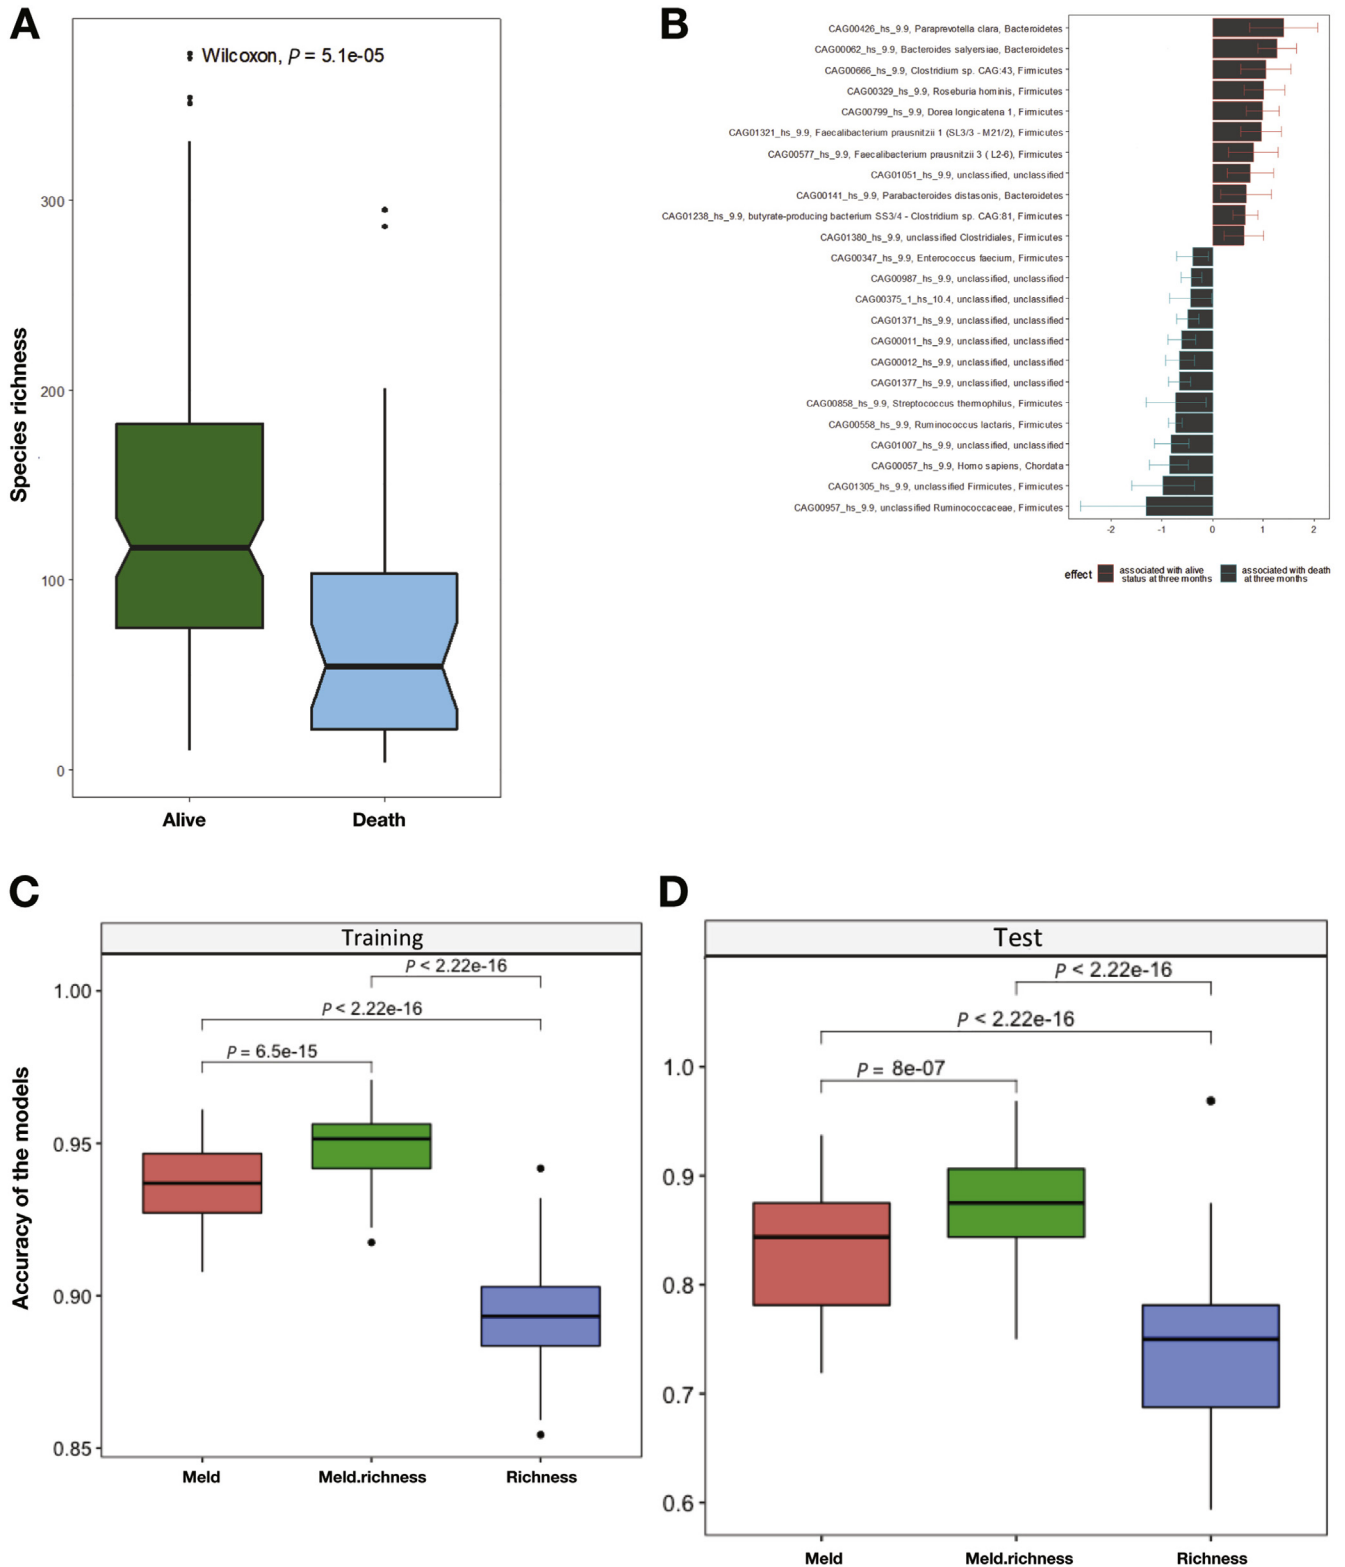 A
Wilcoxon, P = 5.1e-05
Species richness
300
200
100
0
Alive
Death
B
CAG00426_hs_9.9, Paraprevotella clara, Bacteroidetes
CAG00062_hs_9.9, Bacteroides salyersiae, Bacteroidetes
CAG00666_hs_9.9, Clostridium sp. CAG:43, Firmicutes
CAG00329_hs_9.9, Roseburia hominis, Firmicutes
CAG00799_hs_9.9, Dorea longicatena 1, Firmicutes
CAG01321_hs_9.9, Faecalibacterium prausnitzii 1 (SL3/3 - M21/2), Firmicutes
CAG00577_hs_9.9, Faecalibacterium prausnitzii 3 ( L2-6), Firmicutes
CAG01051_hs_9.9, unclassified, unclassified
CAG00141_hs_9.9, Parabacteroides distasonis, Bacteroidetes
CAG01238_hs_9.9, butyrate-producing bacterium SS3/4 - Clostridium sp. CAG:81, Firmicutes
CAG01380_hs_9.9, unclassified Clostridiales, Firmicutes
CAG00347_hs_9.9, Enterococcus faecium, Firmicutes
CAG00987_hs_9.9, unclassified, unclassified
CAG00375_1_hs_10.4, unclassified, unclassified
CAG01371_hs_9.9, unclassified, unclassified
CAG00011_hs_9.9, unclassified, unclassified
CAG00012_hs_9.9, unclassified, unclassified
CAG01377_hs_9.9, unclassified, unclassified
CAG00858_hs_9.9, Streptococcus thermophilus, Firmicutes
CAG00558_hs_9.9, Ruminococcus lactaris, Firmicutes
CAG01007_hs_9.9, unclassified, unclassified
CAG00057_hs_9.9, Homo sapiens, Chordata
CAG01305_hs_9.9, unclassified Firmicutes, Firmicutes
CAG00957_hs_9.9, unclassified Ruminococcaceae, Firmicutes
-2 -1 0 1 2
effect
associated with alive
status at three months
associated with death
at three months
C
Training
P < 2.22e-16
P < 2.22e-16
P = 6.5e-15
Accuracy of the models
1.00
0.95
0.90
0.85
Meld
Meld.richness
Richness
D
Test
P < 2.22e-16
P < 2.22e-16
P = 8e-07
1.0
0.9
0.8
0.7
0.6
Meld
Meld.richness
Richness